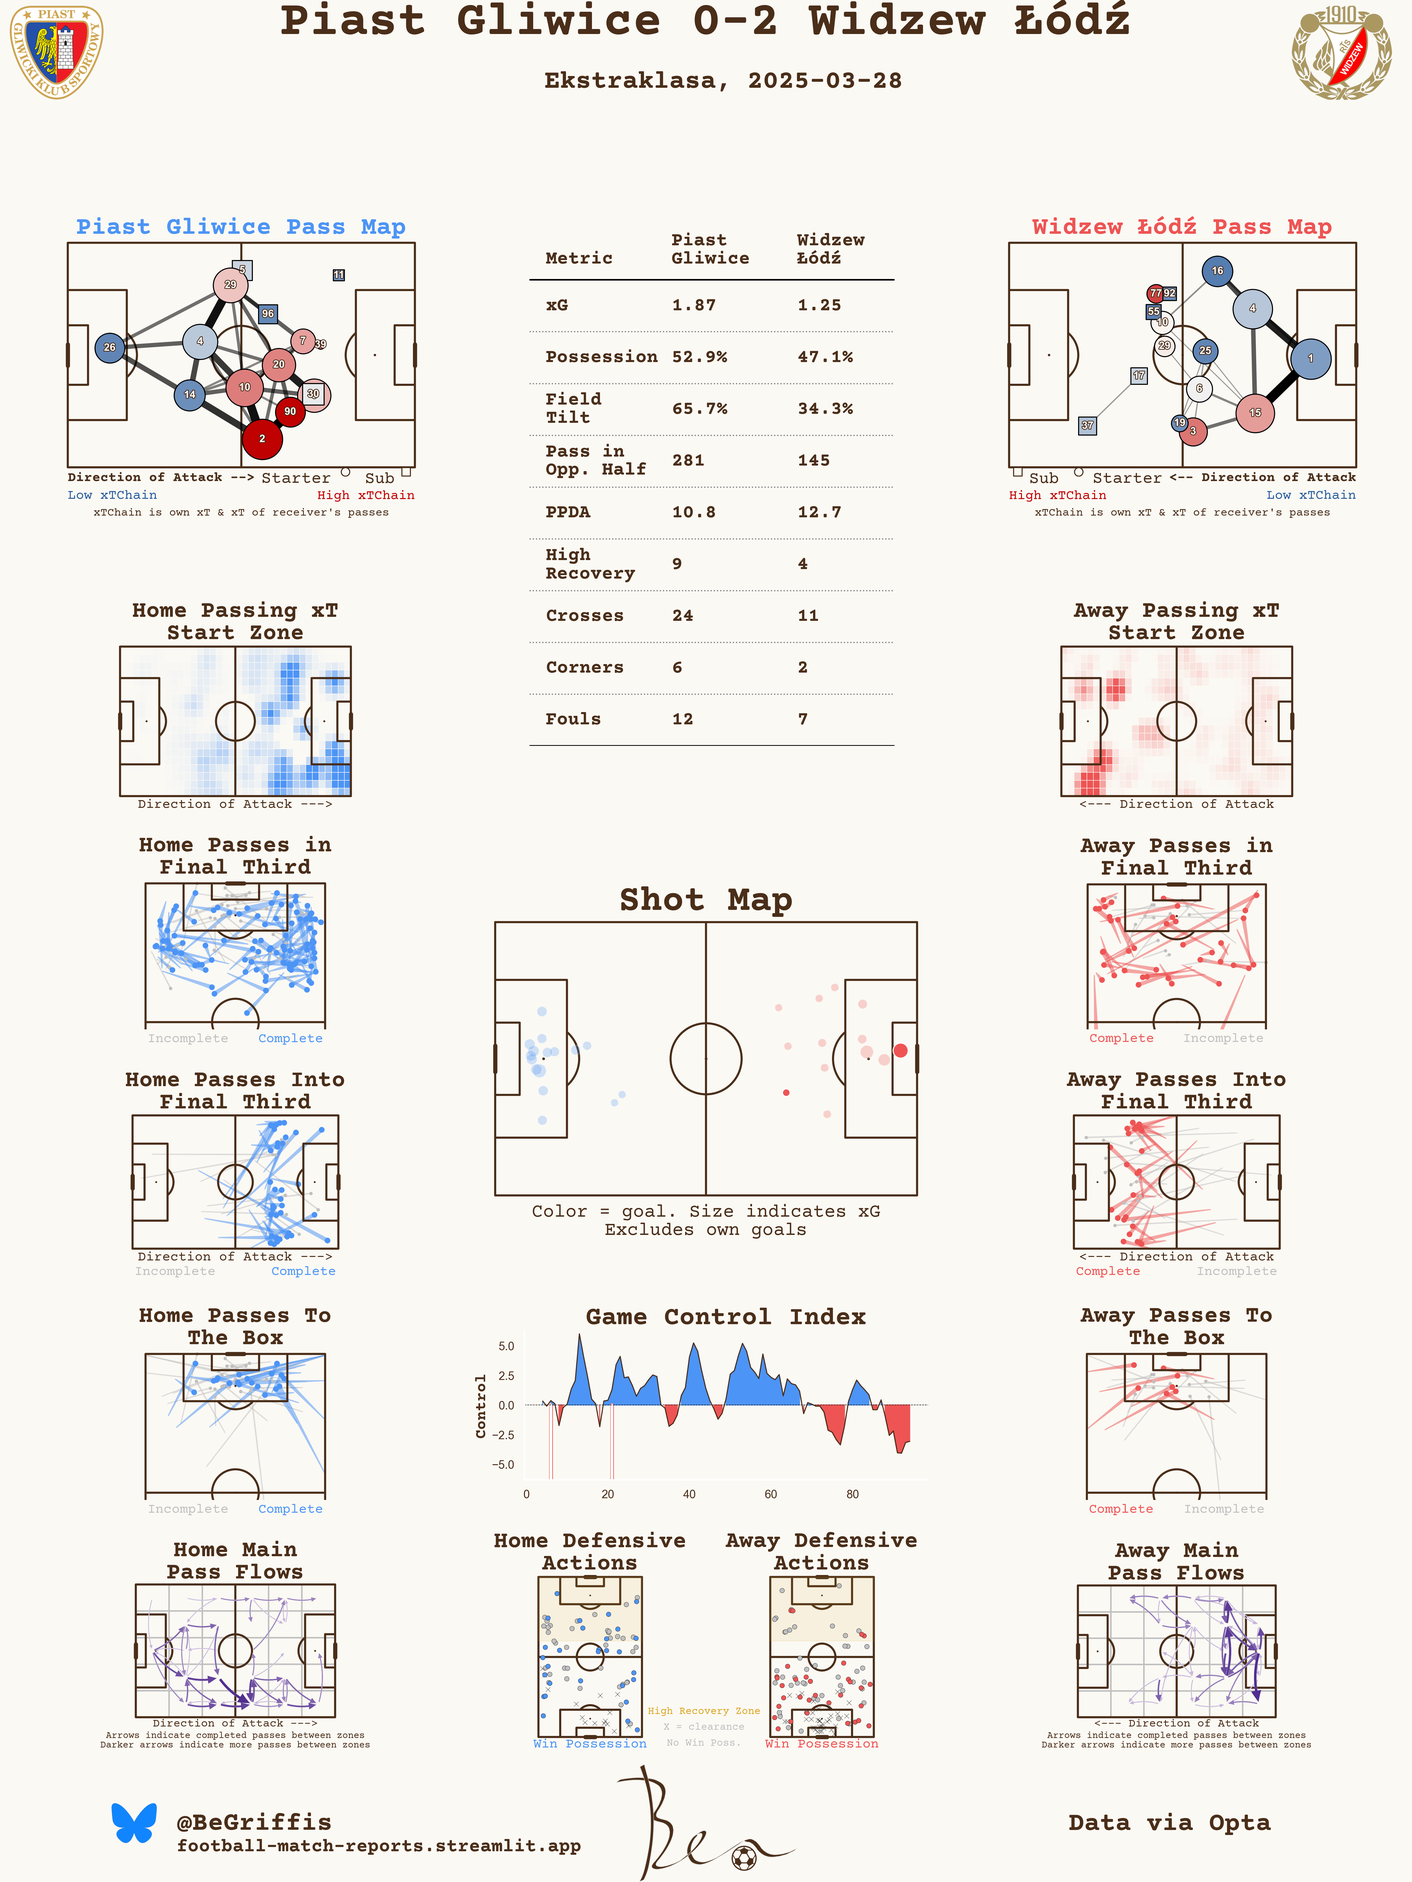 Piast Gliwice 0-2 Widzew Łódź
Ekstraklasa, 2025-03-28
PIAST
GLIWICKI KLUB SPORTOWY
1910
RTS
WIDZEW
Piast Gliwice Pass Map
5
29
11
96
26
4
7
39
20
14
10
30
90
2
Direction of Attack --> Starter Sub
Low xTChain High xTChain
xTChain is own xT & xT of receiver's passes
Metric Piast Gliwice Widzew Łódź
xG 1.87 1.25
Possession 52.9% 47.1%
Field Tilt 65.7% 34.3%
Pass in Opp. Half 281 145
PPDA 10.8 12.7
High Recovery 9 4
Crosses 24 11
Corners 6 2
Fouls 12 7
Widzew Łódź Pass Map
16
77
92
55
10
4
29
25
1
17
6
37
19
3
15
Sub Starter <-- Direction of Attack
High xTChain Low xTChain
xTChain is own xT & xT of receiver's passes
Home Passing xT
Start Zone
Direction of Attack --->
Away Passing xT
Start Zone
<--- Direction of Attack
Home Passes in
Final Third
Incomplete Complete
Away Passes in
Final Third
Complete Incomplete
Shot Map
Color = goal. Size indicates xG
Excludes own goals
Home Passes Into
Final Third
Direction of Attack --->
Incomplete Complete
Away Passes Into
Final Third
<--- Direction of Attack
Complete Incomplete
Home Passes To
The Box
Incomplete Complete
Game Control Index
Control
5.0
2.5
0.0
−2.5
−5.0
0 20 40 60 80
Away Passes To
The Box
Complete Incomplete
Home Main
Pass Flows
Direction of Attack --->
Arrows indicate completed passes between zones
Darker arrows indicate more passes between zones
Home Defensive
Actions
Win Possession
High Recovery Zone
X = clearance
No Win Poss.
Away Defensive
Actions
Win Possession
Away Main
Pass Flows
<--- Direction of Attack
Arrows indicate completed passes between zones
Darker arrows indicate more passes between zones
@BeGriffis
football-match-reports.streamlit.app
Ben
Data via Opta